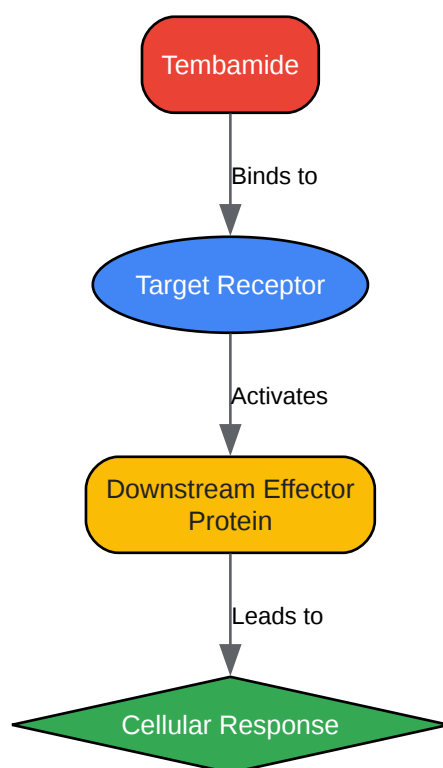 Tembamide
Binds to
Target Receptor
Activates
Downstream Effector
Protein
Leads to
Cellular Response